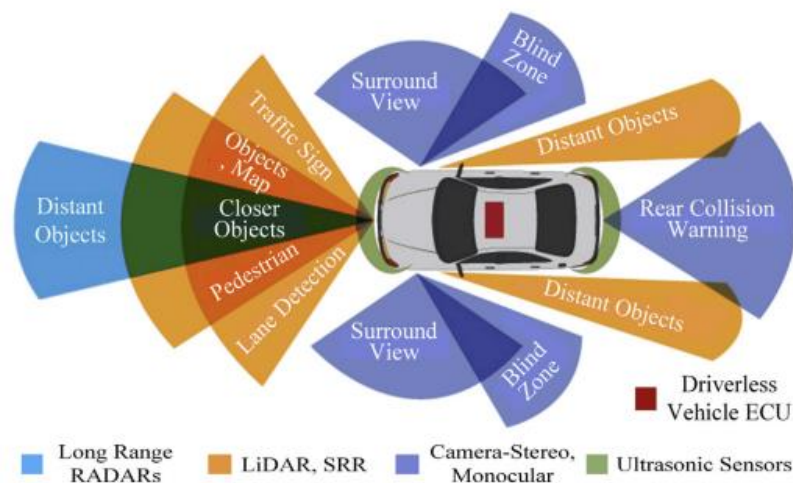 Surround
View
Blind
Zone
Traffic Sign
Objects
, Map
Distant
Objects
Closer
Objects
Pedestrian
Lane Detection
Distant Objects
Rear Collision
Warning
Distant Objects
Surround
View
Blind
Zone
Driverless
Vehicle ECU
Long Range
RADARs
LiDAR, SRR
Camera-Stereo,
Monocular
Ultrasonic Sensors